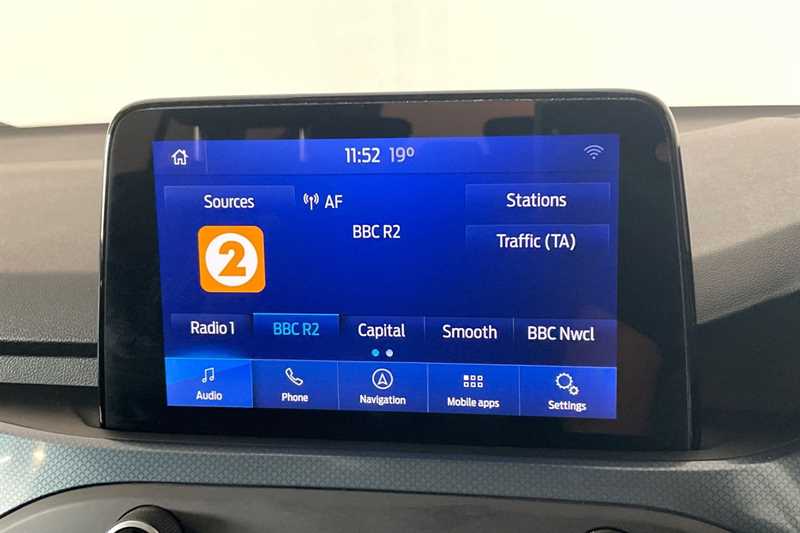 11:52 19°
Sources
AF
Stations
BBC R2
Traffic (TA)
2
Radio 1
BBC R2
Capital
Smooth
BBC Nwcl
Audio
Phone
Navigation
Mobile apps
Settings